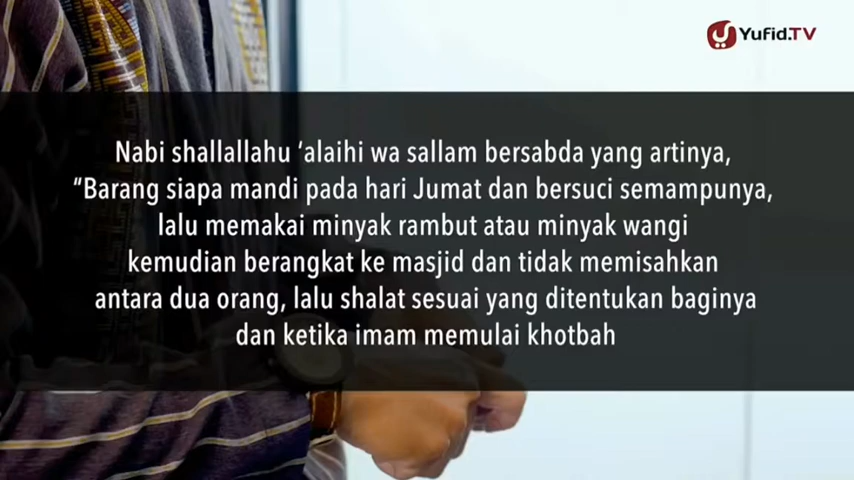 Yufid.TV
Nabi shallallahu ‘alaihi wa sallam bersabda yang artinya,
“Barang siapa mandi pada hari Jumat dan bersuci semampunya,
lalu memakai minyak rambut atau minyak wangi
kemudian berangkat ke masjid dan tidak memisahkan
antara dua orang, lalu shalat sesuai yang ditentukan baginya
dan ketika imam memulai khotbah